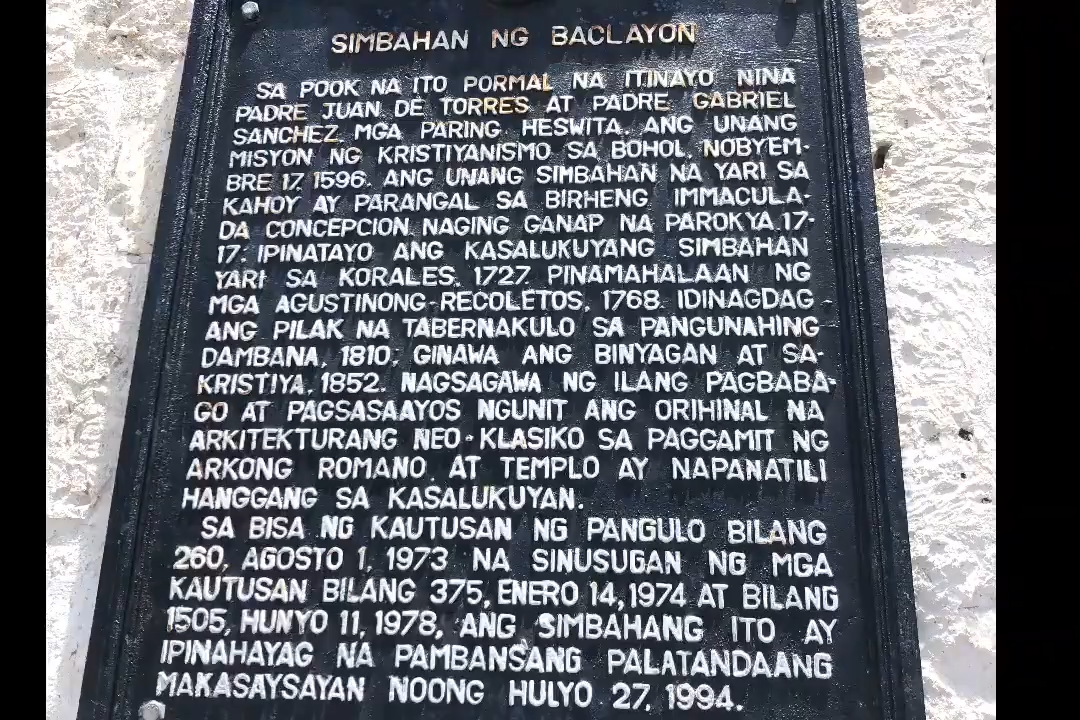 SIMBAHAN NG BACLAYON
SA POOK NA ITO PORMAL NA ITINAYO NINA
PADRE JUAN DE TORRES AT PADRE GABRIEL
SANCHEZ, MGA PARING HESWITA. ANG UNANG
MISYON NG KRISTIYANISMO SA BOHOL, NOBYEM-
BRE 17, 1596. ANG UNANG SIMBAHAN NA YARI SA
KAHOY AY PARANGAL SA BIRHENG IMMACULA-
DA CONCEPCION. NAGING GANAP NA PAROKYA. 17-
17: IPINATAYO ANG KASALUKUYANG SIMBAHAN
YARI SA KORALES, 1727. PINAMAHALAAN NG
MGA AGUSTINONG-RECOLETOS, 1768. IDINAGDAG
ANG PILAK NA TABERNAKULO SA PANGUNAHING
DAMBANA, 1810; GINAWA ANG BINYAGAN AT SA-
KRISTIYA, 1852. NAGSAGAWA NG ILANG PAGBABA-
GO AT PAGSASAAYOS NGUNIT ANG ORIHINAL NA
ARKITEKTURANG NEO-KLASIKO SA PAGGAMIT NG
ARKONG ROMANO AT TEMPLO AY NAPANATILI
HANGGANG SA KASALUKUYAN.
SA BISA NG KAUTUSAN NG PANGULO BILANG
260, AGOSTO 1, 1973 NA SINUSUGAN NG MGA
KAUTUSAN BILANG 375, ENERO 14, 1974 AT BILANG
1505, HUNYO 11, 1978, ANG SIMBAHANG ITO AY
IPINAHAYAG NA PAMBANSANG PALATANDAANG
MAKASAYSAYAN NOONG HULYO 27, 1994.